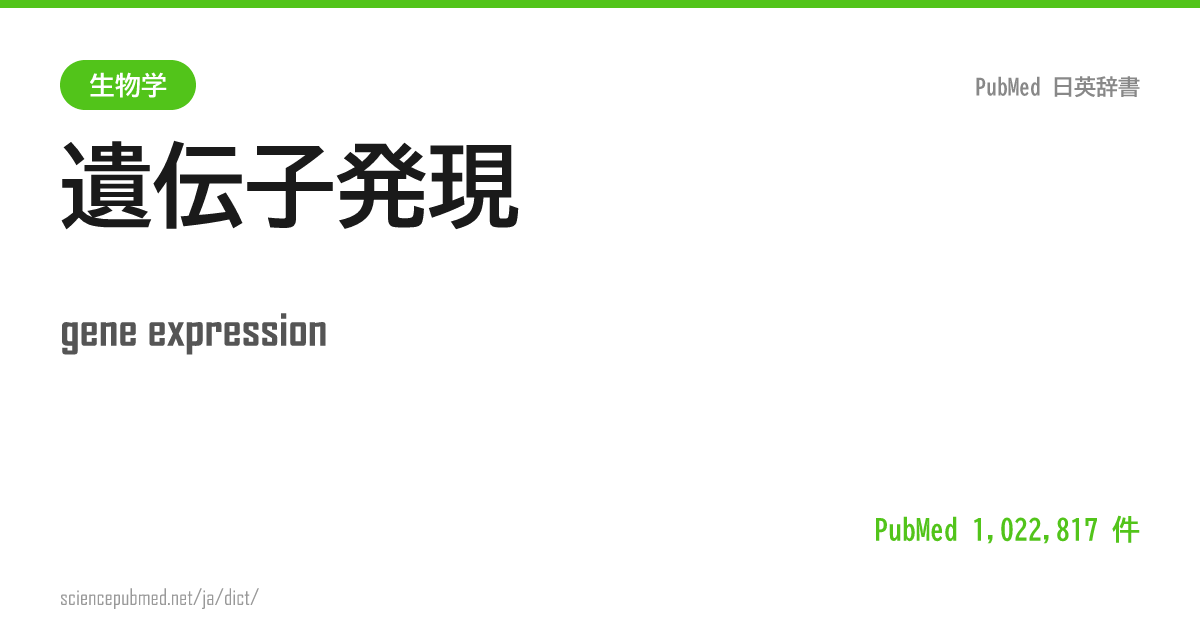 生物学
PubMed 日英辞書
遺伝子発現
gene expression
PubMed 1,022,817 件
sciencepubmed.net/ja/dict/